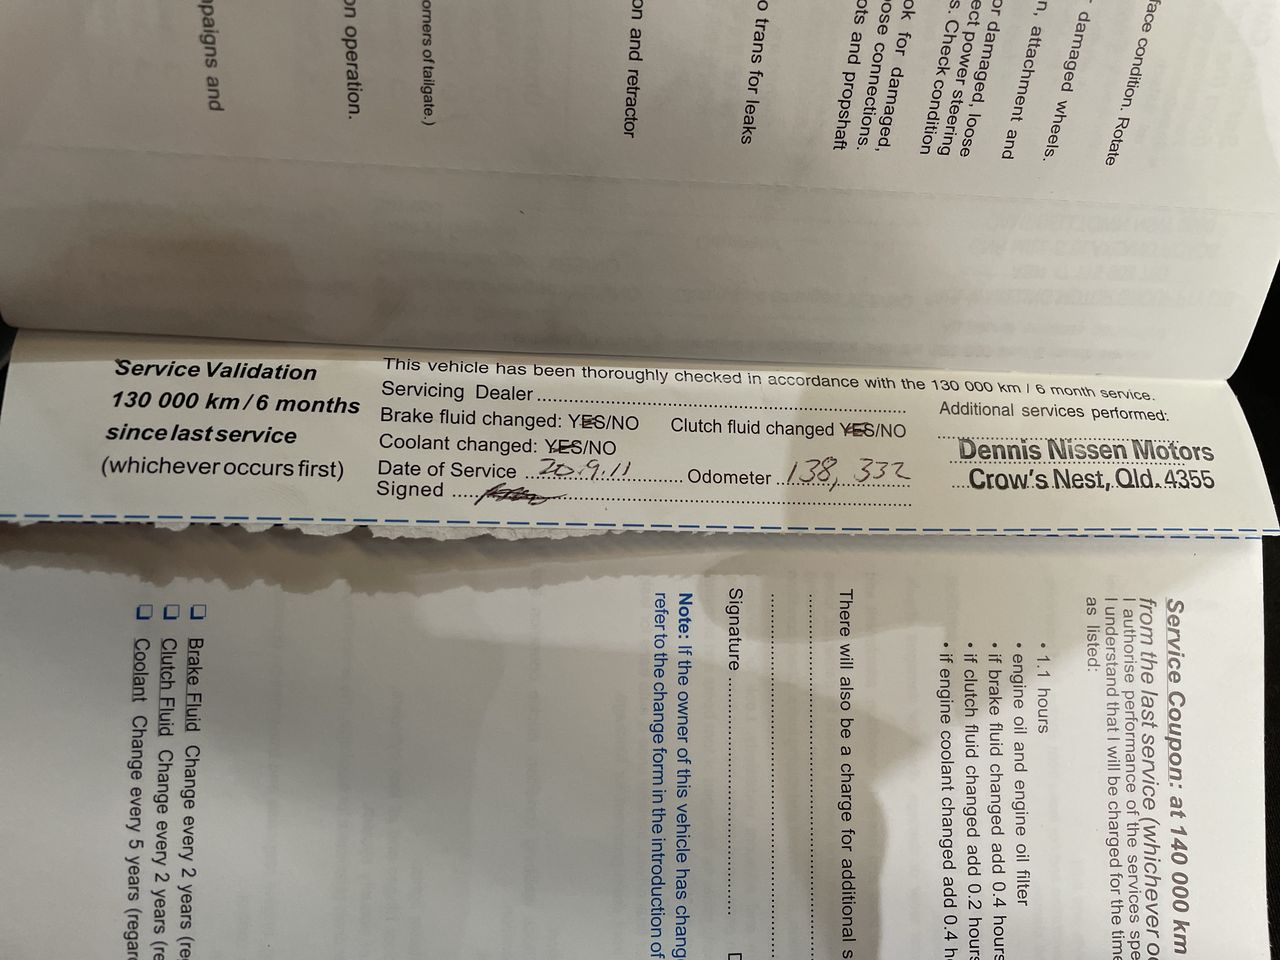 face condition. Rotate
damaged wheels.
n, attachment and
or damaged, loose
ect power steering
s. Check condition
ok for damaged,
ose connections.
ots and propshaft
o trans for leaks
on and retractor
orners of tailgate.)
on operation.
paigns and
Service Validation
130 000 km / 6 months
since last service
(whichever occurs first)
This vehicle has been thoroughly checked in accordance with the 130 000 km / 6 month service.
Servicing Dealer
Brake fluid changed: YES/NO Clutch fluid changed YES/NO
Coolant changed: YES/NO
Date of Service 20.9.11 Odometer 138, 332
Signed
Additional services performed:
Dennis Nissen Motors
Crow's Nest, Qld. 4355
Service Coupon: at 140 000 km
from the last service (whichever oc
I authorise performance of the services spe
I understand that I will be charged for the time
as listed:
• 1.1 hours
• engine oil and engine oil filter
• if brake fluid changed add 0.4 hours
• if clutch fluid changed add 0.2 hours
• if engine coolant changed add 0.4 h
There will also be a charge for additional s
Signature
Note: If the owner of this vehicle has chang
refer to the change form in the introduction of
Brake Fluid Change every 2 years (re
Clutch Fluid Change every 2 years (re
Coolant Change every 5 years (regar